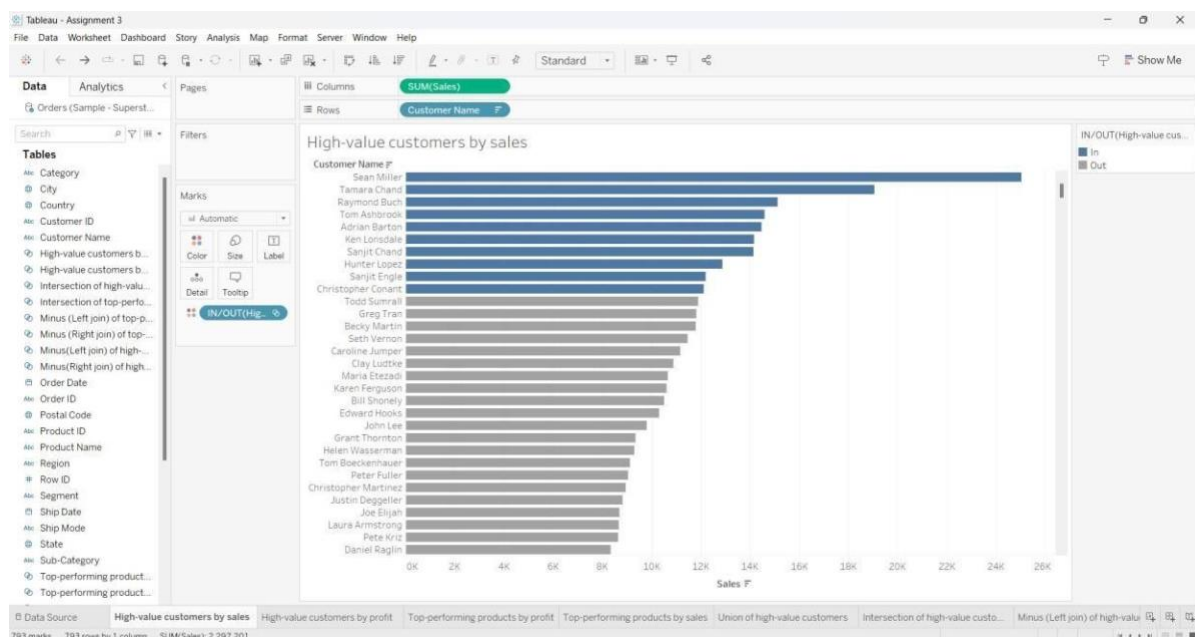 Tableau - Assignment 3
File Data Worksheet Dashboard Story Analysis Map Format Server Window Help
Standard
Show Me
Data Analytics
Orders (Sample - Superst...
Search
Tables
Category
City
Country
Customer ID
Customer Name
High-value customers b...
High-value customers b...
Intersection of high-valu...
Intersection of top-perfo...
Minus (Left join) of top-p...
Minus (Right join) of top-...
Minus(Left join) of high-...
Minus(Right join) of high...
Order Date
Order ID
Postal Code
Product ID
Product Name
Region
Row ID
Segment
Ship Date
Ship Mode
State
Sub-Category
Top-performing product...
Top-performing product...
Pages
Filters
Marks
Automatic
Color Size Label
Detail Tooltip
IN/OUT(Hig..
Columns SUM(Sales)
Rows Customer Name
High-value customers by sales
Customer Name
Sean Miller
Tamara Chand
Raymond Buch
Tom Ashbrook
Adrian Barton
Ken Lonsdale
Sanjit Chand
Hunter Lopez
Sanjit Engle
Christopher Conant
Todd Sumrall
Greg Tran
Becky Martin
Seth Vernon
Caroline Jumper
Clay Ludtke
Maria Etezadi
Karen Ferguson
Bill Shonely
Edward Hooks
John Lee
Grant Thornton
Helen Wasserman
Tom Boeckenhauer
Peter Fuller
Christopher Martinez
Justin Deggeller
Joe Elijah
Laura Armstrong
Pete Kriz
Daniel Raglin
0K 2K 4K 6K 8K 10K 12K 14K 16K 18K 20K 22K 24K 26K
Sales
IN/OUT(High-value cus...
In
Out
Data Source High-value customers by sales High-value customers by profit Top-performing products by profit Top-performing products by sales Union of high-value customers Intersection of high-value custo... Minus (Left join) of high-valu
793 marks 793 rows by 1 column SUM(Sales): 2,297,201